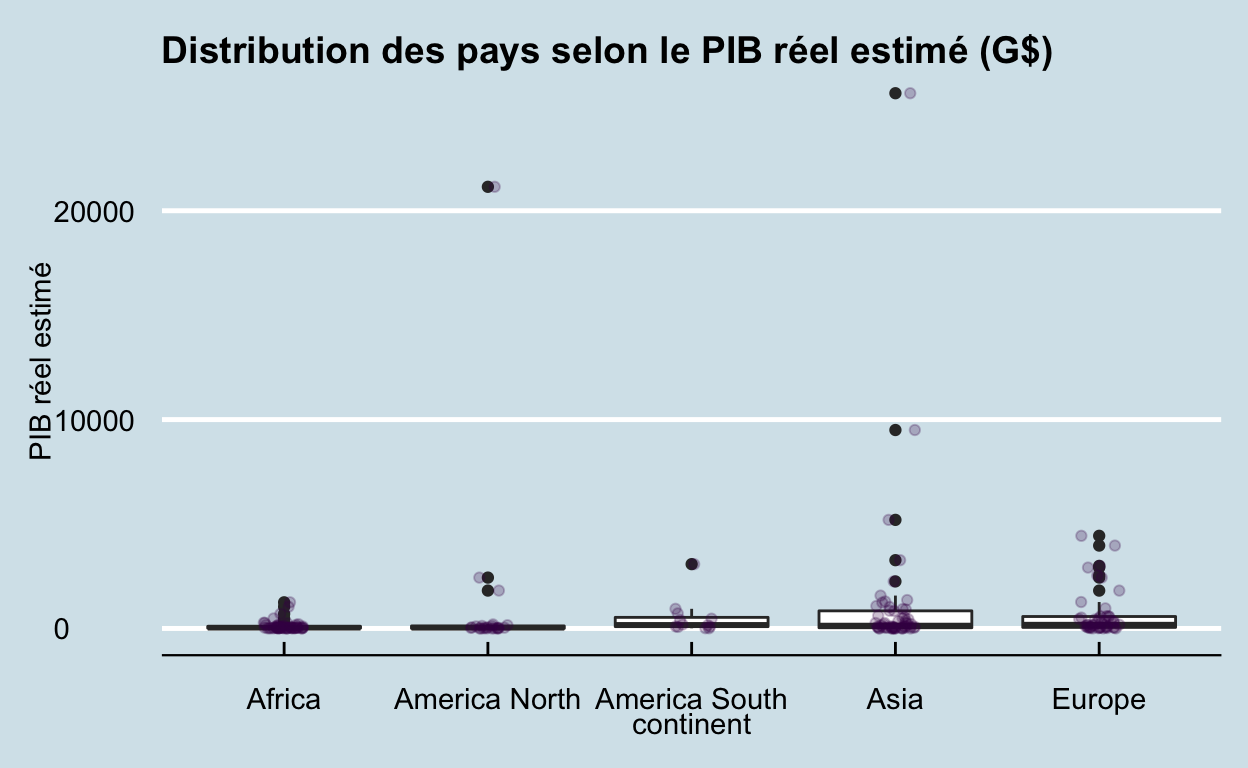 Distribution des pays selon le PIB réel estimé (G$)
PIB réel estimé
20000
10000
0
Africa
America North
America South
Asia
Europe
continent